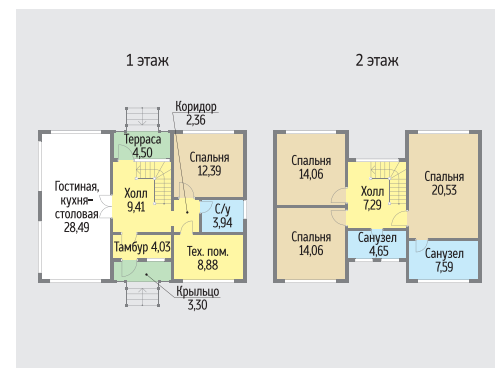 1 этаж
2 этаж
Коридор
2,36
Терраса
4,50
Спальня
12,39
Гостиная,
кухня–
столовая
28,49
Холл
9,41
С/у
3,94
Тамбур 4,03
Тех. пом.
8,88
Крыльцо
3,30
Спальня
14,06
Холл
7,29
Спальня
20,53
Спальня
14,06
Санузел
4,65
Санузел
7,59